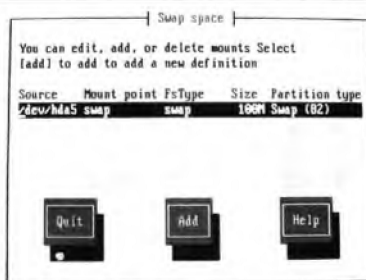 Swap space
You can edit, add, or delete mounts Select
[add] to add to add a new definition
Source Mount point FsType Size Partition type
/dev/hda5 swap swap 100M Swap (82)
Quit Add Help